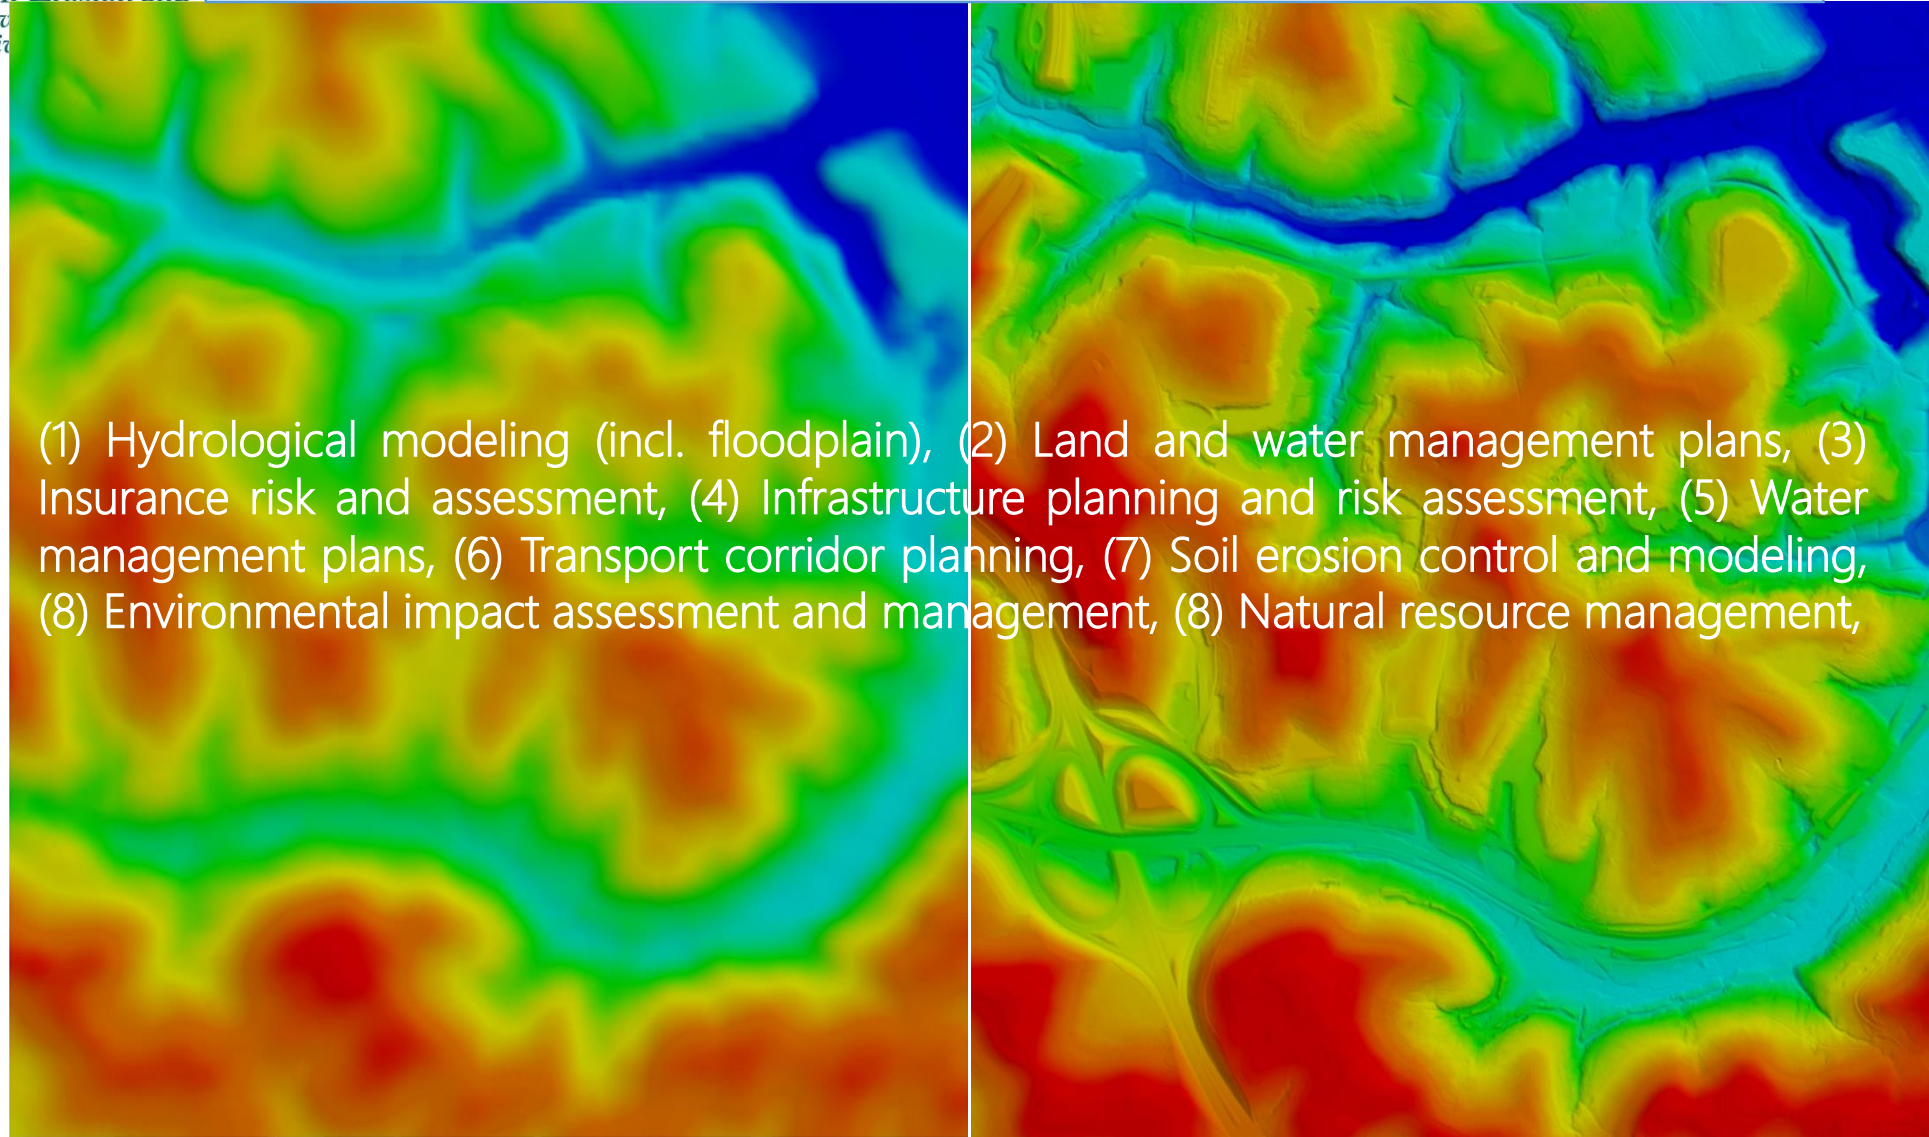 (1) Hydrological modeling (incl. floodplain), (2) Land and water management plans, (3)
Insurance risk and assessment, (4) Infrastructure planning and risk assessment, (5) Water
management plans, (6) Transport corridor planning, (7) Soil erosion control and modeling,
(8) Environmental impact assessment and management, (8) Natural resource management,